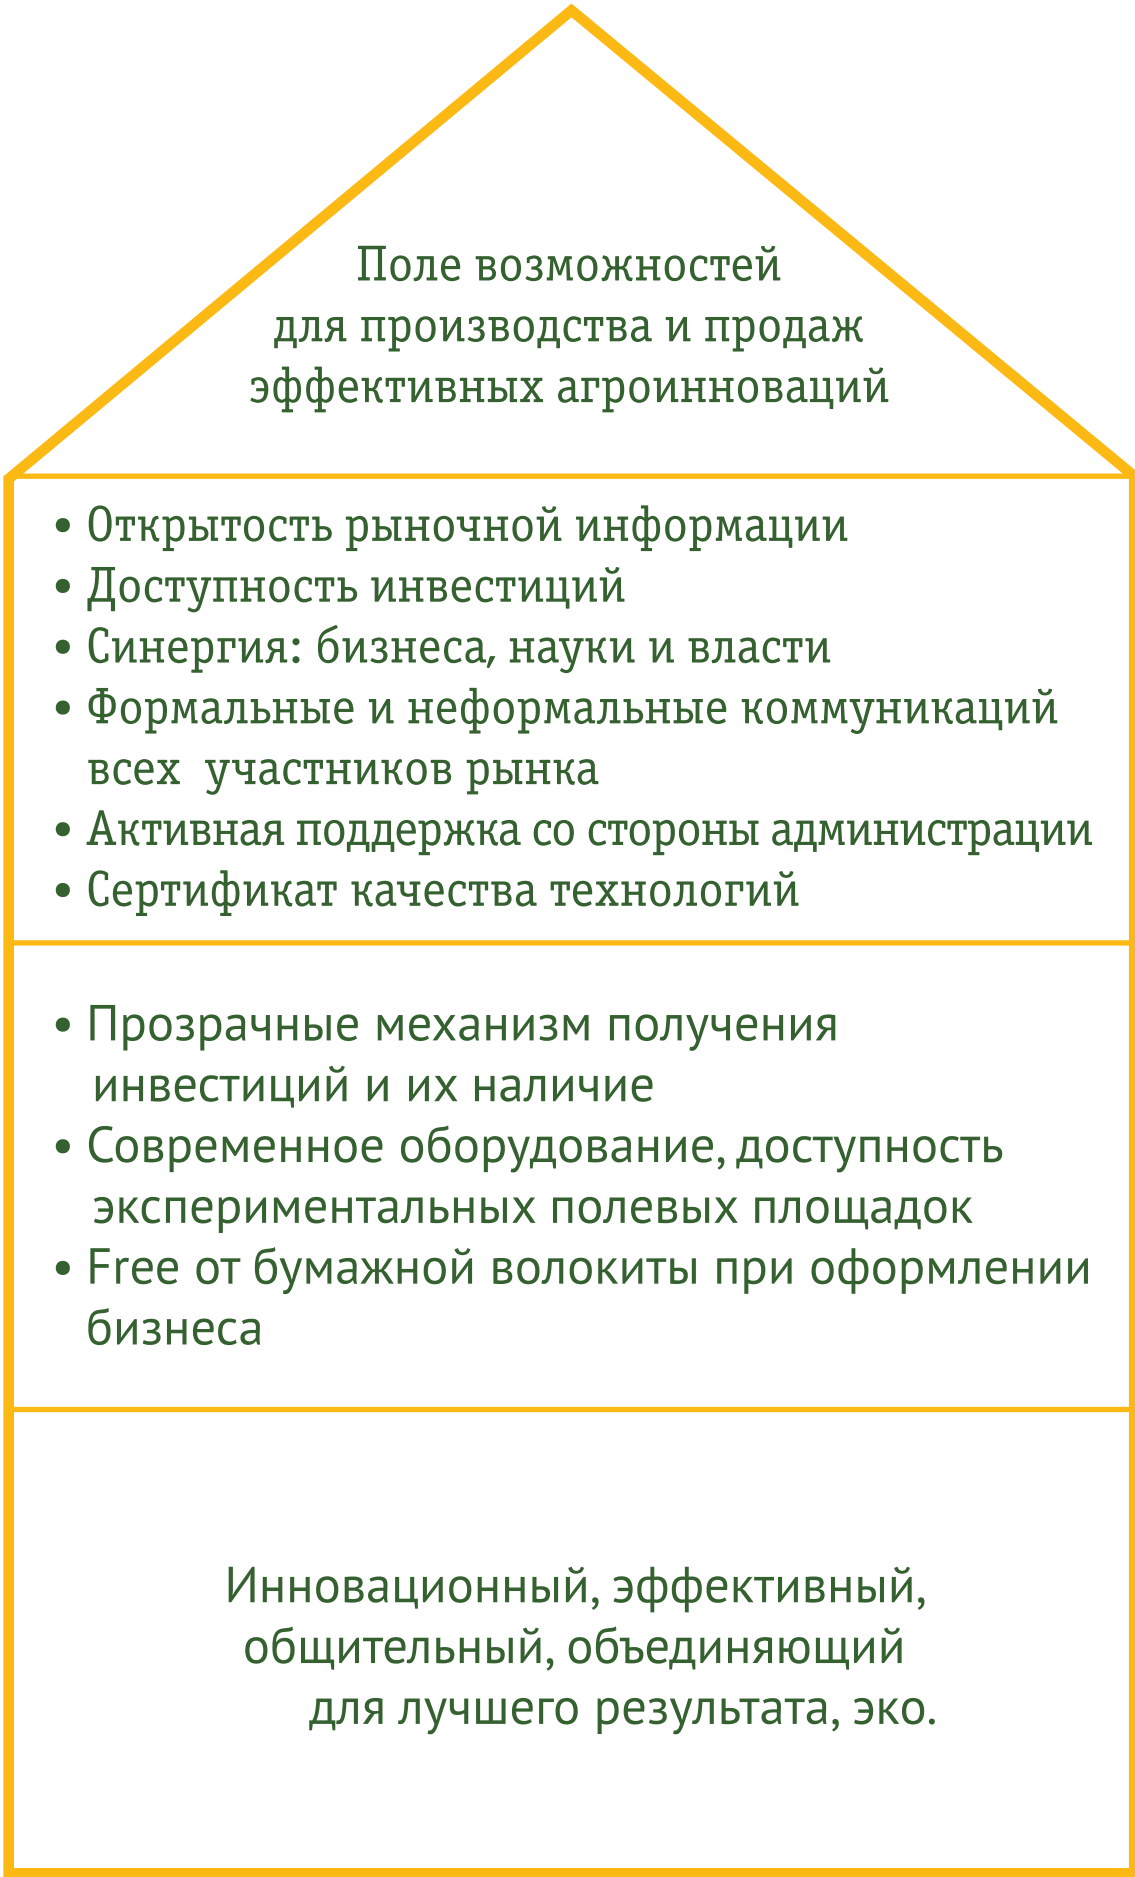 Поле возможностей
для производства и продаж
эффективных агроинноваций
• Открытость рыночной информации
• Доступность инвестиций
• Синергия: бизнеса, науки и власти
• Формальные и неформальные коммуникаций
всех участников рынка
• Активная поддержка со стороны администрации
• Сертификат качества технологий
• Прозрачные механизм получения
инвестиций и их наличие
• Современное оборудование, доступность
экспериментальных полевых площадок
• Free от бумажной волокиты при оформлении
бизнеса
Инновационный, эффективный,
общительный, объединяющий
для лучшего результата, эко.